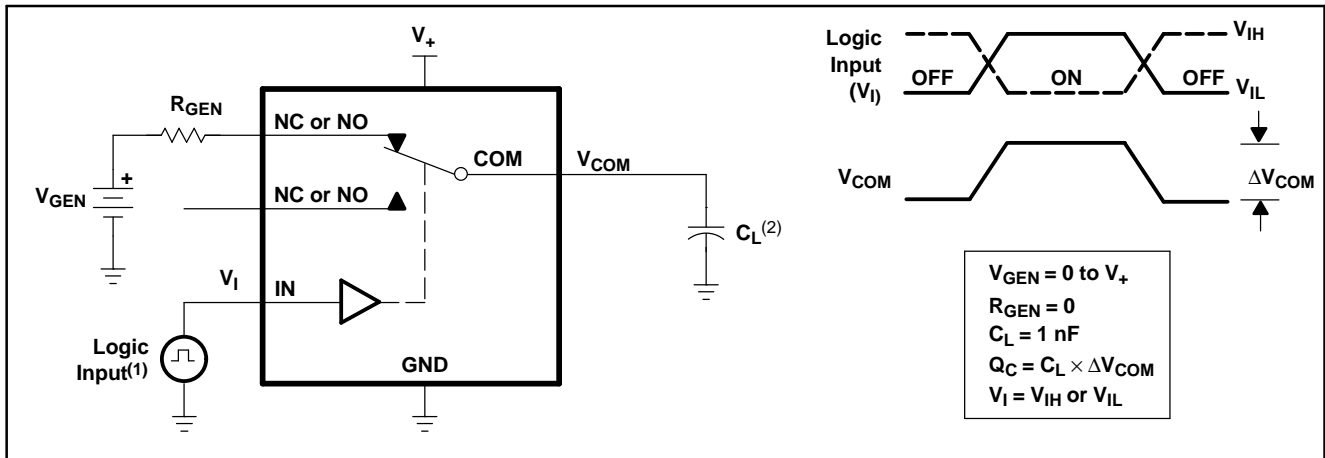 V+
RGEN
NC or NO
COM
VCOM
VGEN
+
NC or NO
CL(2)
VI
IN
Logic
Input(1)
GND
Logic
Input
(VI)
VIH
OFF
ON
OFF
VIL
VCOM
ΔVCOM
VGEN = 0 to V+
RGEN = 0
CL = 1 nF
QC = CL × ΔVCOM
VI = VIH or VIL